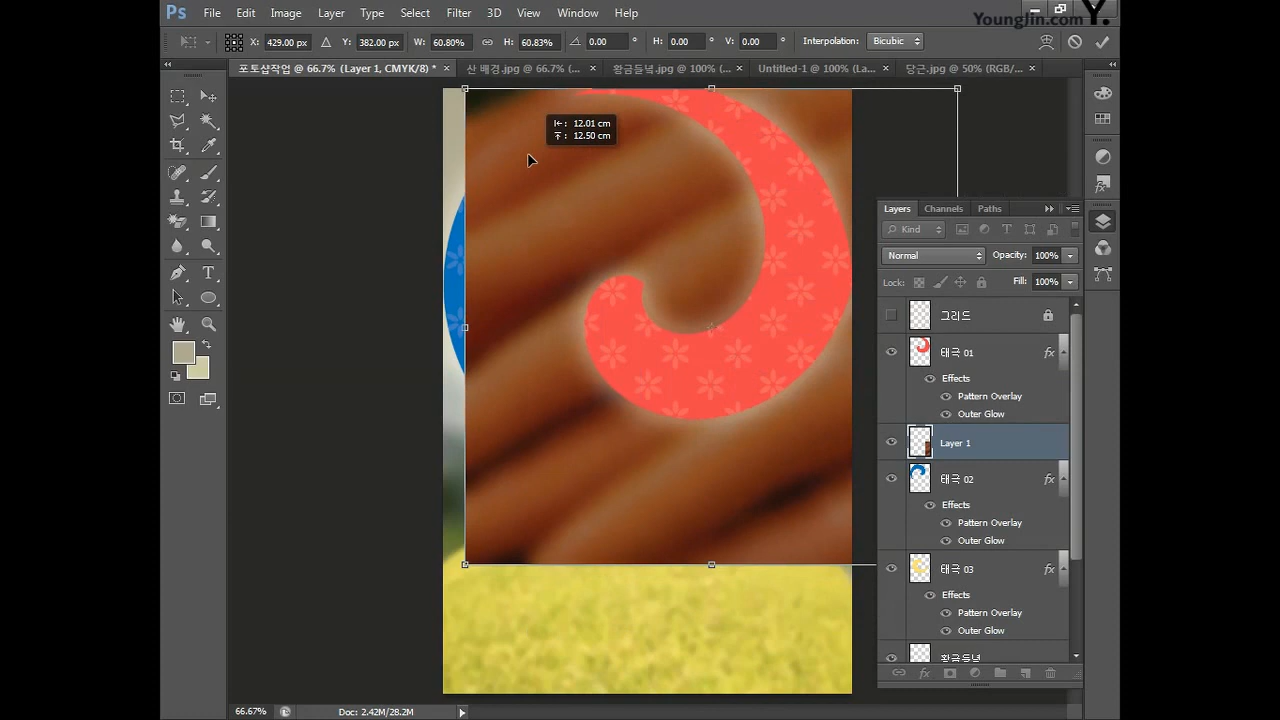 Ps File Edit Image Layer Type Select Filter 3D View Window Help
YoungJin.com Y.
X: 429.00 px Y: 382.00 px W: 60.80% H: 60.83% 0.00 ° H: 0.00 ° V: 0.00 ° Interpolation: Bicubic
포토샵작업 @ 66.7% (Layer 1, CMYK/8) * × 산 배경.jpg @ 66.7% (... × 황금들녘.jpg @ 100% (... × Untitled-1 @ 100% (La... × 당근.jpg @ 50% (RGB/... ×
12.01 cm
12.50 cm
Layers Channels Paths
Kind
Normal Opacity: 100%
Lock: Fill: 100%
그리드
태극 01 fx
Effects
Pattern Overlay
Outer Glow
Layer 1
태극 02 fx
Effects
Pattern Overlay
Outer Glow
태극 03 fx
Effects
Pattern Overlay
Outer Glow
황금들녘
66.67% Doc: 2.42M/28.2M